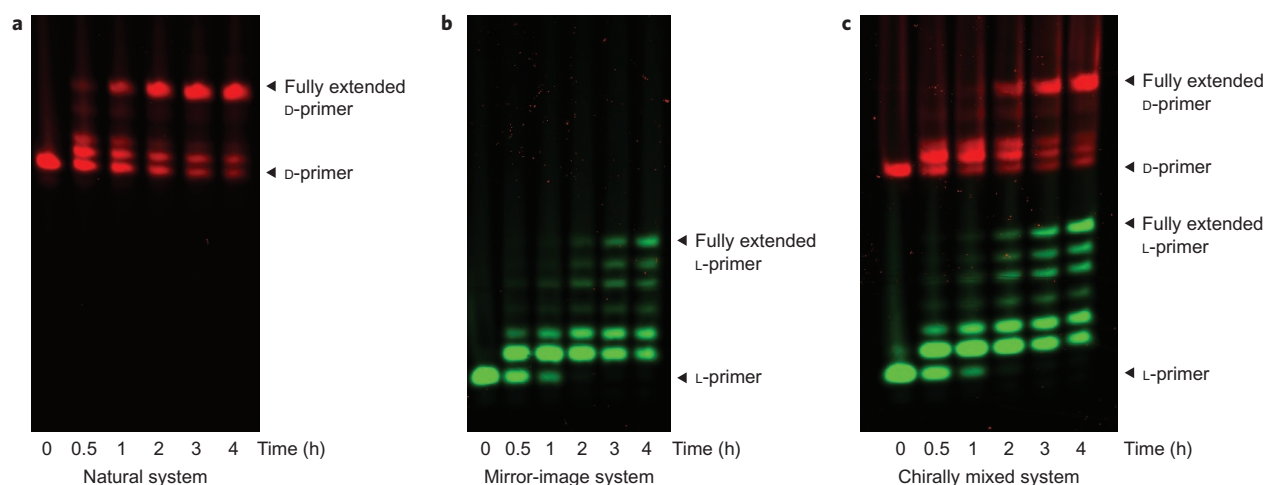 a
◄ Fully extended
D-primer
◄ D-primer
0 0.5 1 2 3 4 Time (h)
Natural system
b
◄ Fully extended
L-primer
◄ L-primer
0 0.5 1 2 3 4 Time (h)
Mirror-image system
c
◄ Fully extended
D-primer
◄ D-primer
◄ Fully extended
L-primer
◄ L-primer
0 0.5 1 2 3 4 Time (h)
Chirally mixed system